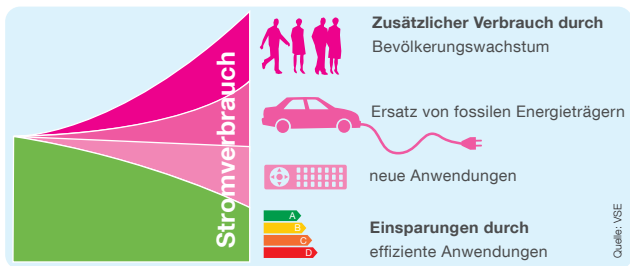 Zusätzlicher Verbrauch durch
Bevölkerungswachstum
Stromverbrauch
Ersatz von fossilen Energieträgern
neue Anwendungen
A
B
C
D
Einsparungen durch
effiziente Anwendungen
Quelle: VSE